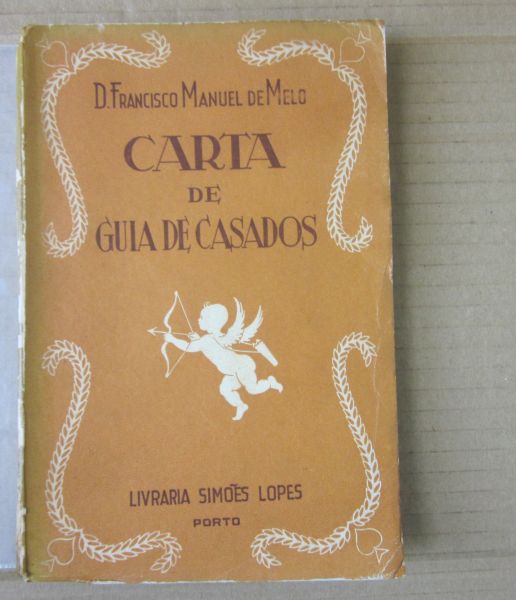 D. FRANCISCO MANUEL DE MELO
CARTA
DE
GUIA DE CASADOS
LIVRARIA SIMÕES LOPES
PORTO